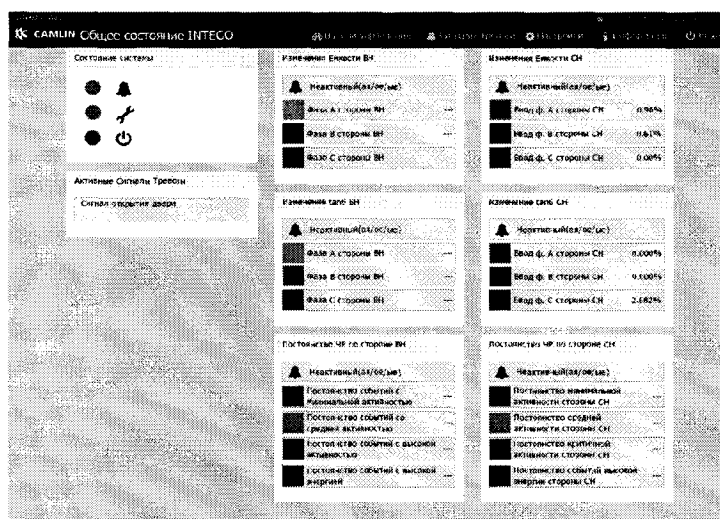 CAMLIN Общее состояние INTECO
Состояние системы
Активные Сигналы Тревоги
Сигнал открытия двери
Изменения Емкости ВН
Неактивный(ая/ое/ые)
Фаза A стороны ВН ---
Фаза B стороны ВН ---
Фаза C стороны ВН
Изменения Емкости СН
Неактивный(ая/ое/ые)
Ввод ф. A стороны СН 0.96%
Ввод ф. B стороны СН 0.61%
Ввод ф. C стороны СН 0.00%
Изменение tanδ ВН
Неактивный(ая/ое/ые)
Фаза A стороны ВН ---
Фаза B стороны ВН ---
Фаза C стороны ВН ---
Изменение tanδ СН
Неактивный(ая/ое/ые)
Ввод ф. A стороны СН 0.000%
Ввод ф. B стороны СН 0.000%
Ввод ф. C стороны СН 2.682%
Постоянство ЧР по стороне ВН
Неактивный(ая/ое/ые)
Постоянство событий с
минимальной активностью ---
Постоянство событий со
средней активностью ---
Постоянство событий с высокой
активностью ---
Постоянство событий с высокой
энергией ---
Постоянство ЧР по стороне СН
Неактивный(ая/ое/ые)
Постоянство минимальной
активности стороны СН ---
Постоянство средней
активности стороны СН ---
Постоянство критичной
активности стороны СН ---
Постоянство событий высокой
энергии стороны СН ---